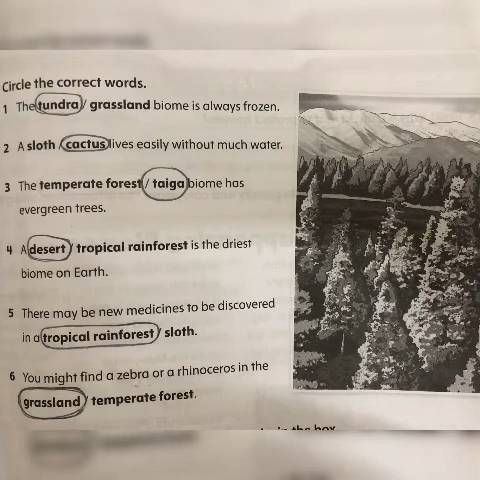 Circle the correct words.
1 The tundra / grassland biome is always frozen.
2 A sloth / cactus lives easily without much water.
3 The temperate forest / taiga biome has
evergreen trees.
4 A desert / tropical rainforest is the driest
biome on Earth.
5 There may be new medicines to be discovered
in a tropical rainforest / sloth.
6 You might find a zebra or a rhinoceros in the
grassland / temperate forest.
in the box